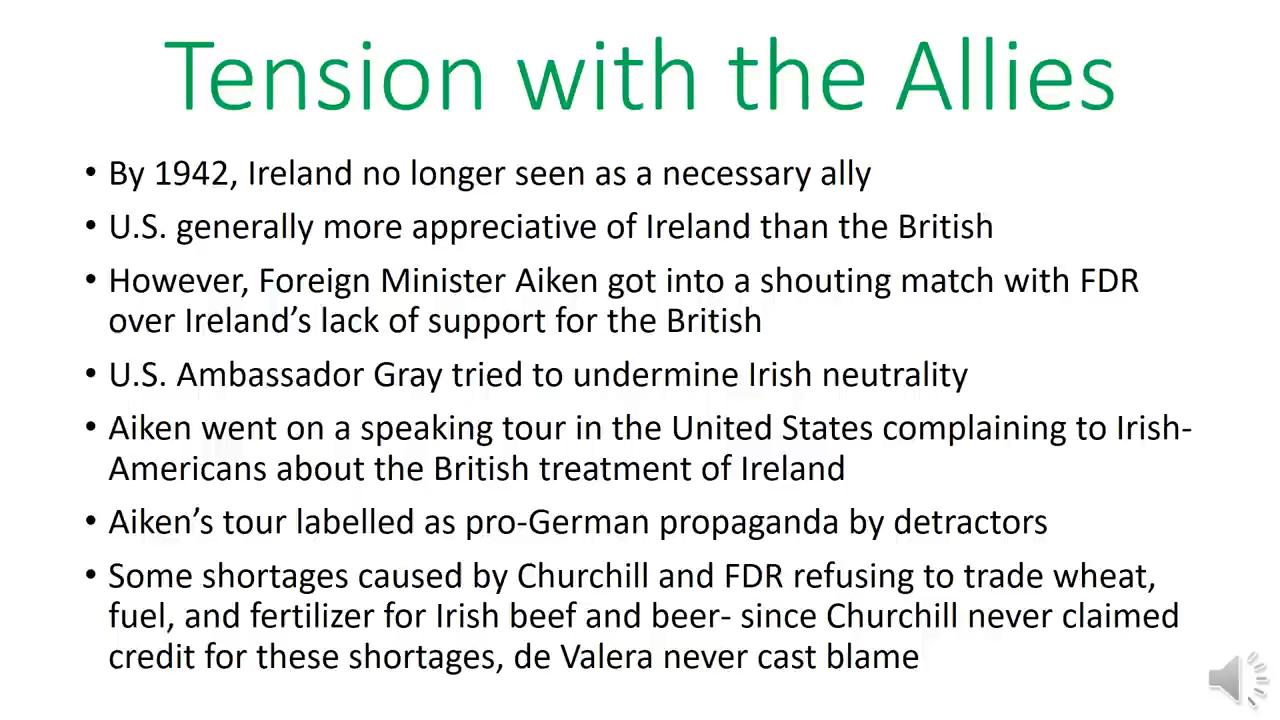 Tension with the Allies
• By 1942, Ireland no longer seen as a necessary ally
• U.S. generally more appreciative of Ireland than the British
• However, Foreign Minister Aiken got into a shouting match with FDR
over Ireland’s lack of support for the British
• U.S. Ambassador Gray tried to undermine Irish neutrality
• Aiken went on a speaking tour in the United States complaining to Irish-
Americans about the British treatment of Ireland
• Aiken’s tour labelled as pro-German propaganda by detractors
• Some shortages caused by Churchill and FDR refusing to trade wheat,
fuel, and fertilizer for Irish beef and beer- since Churchill never claimed
credit for these shortages, de Valera never cast blame